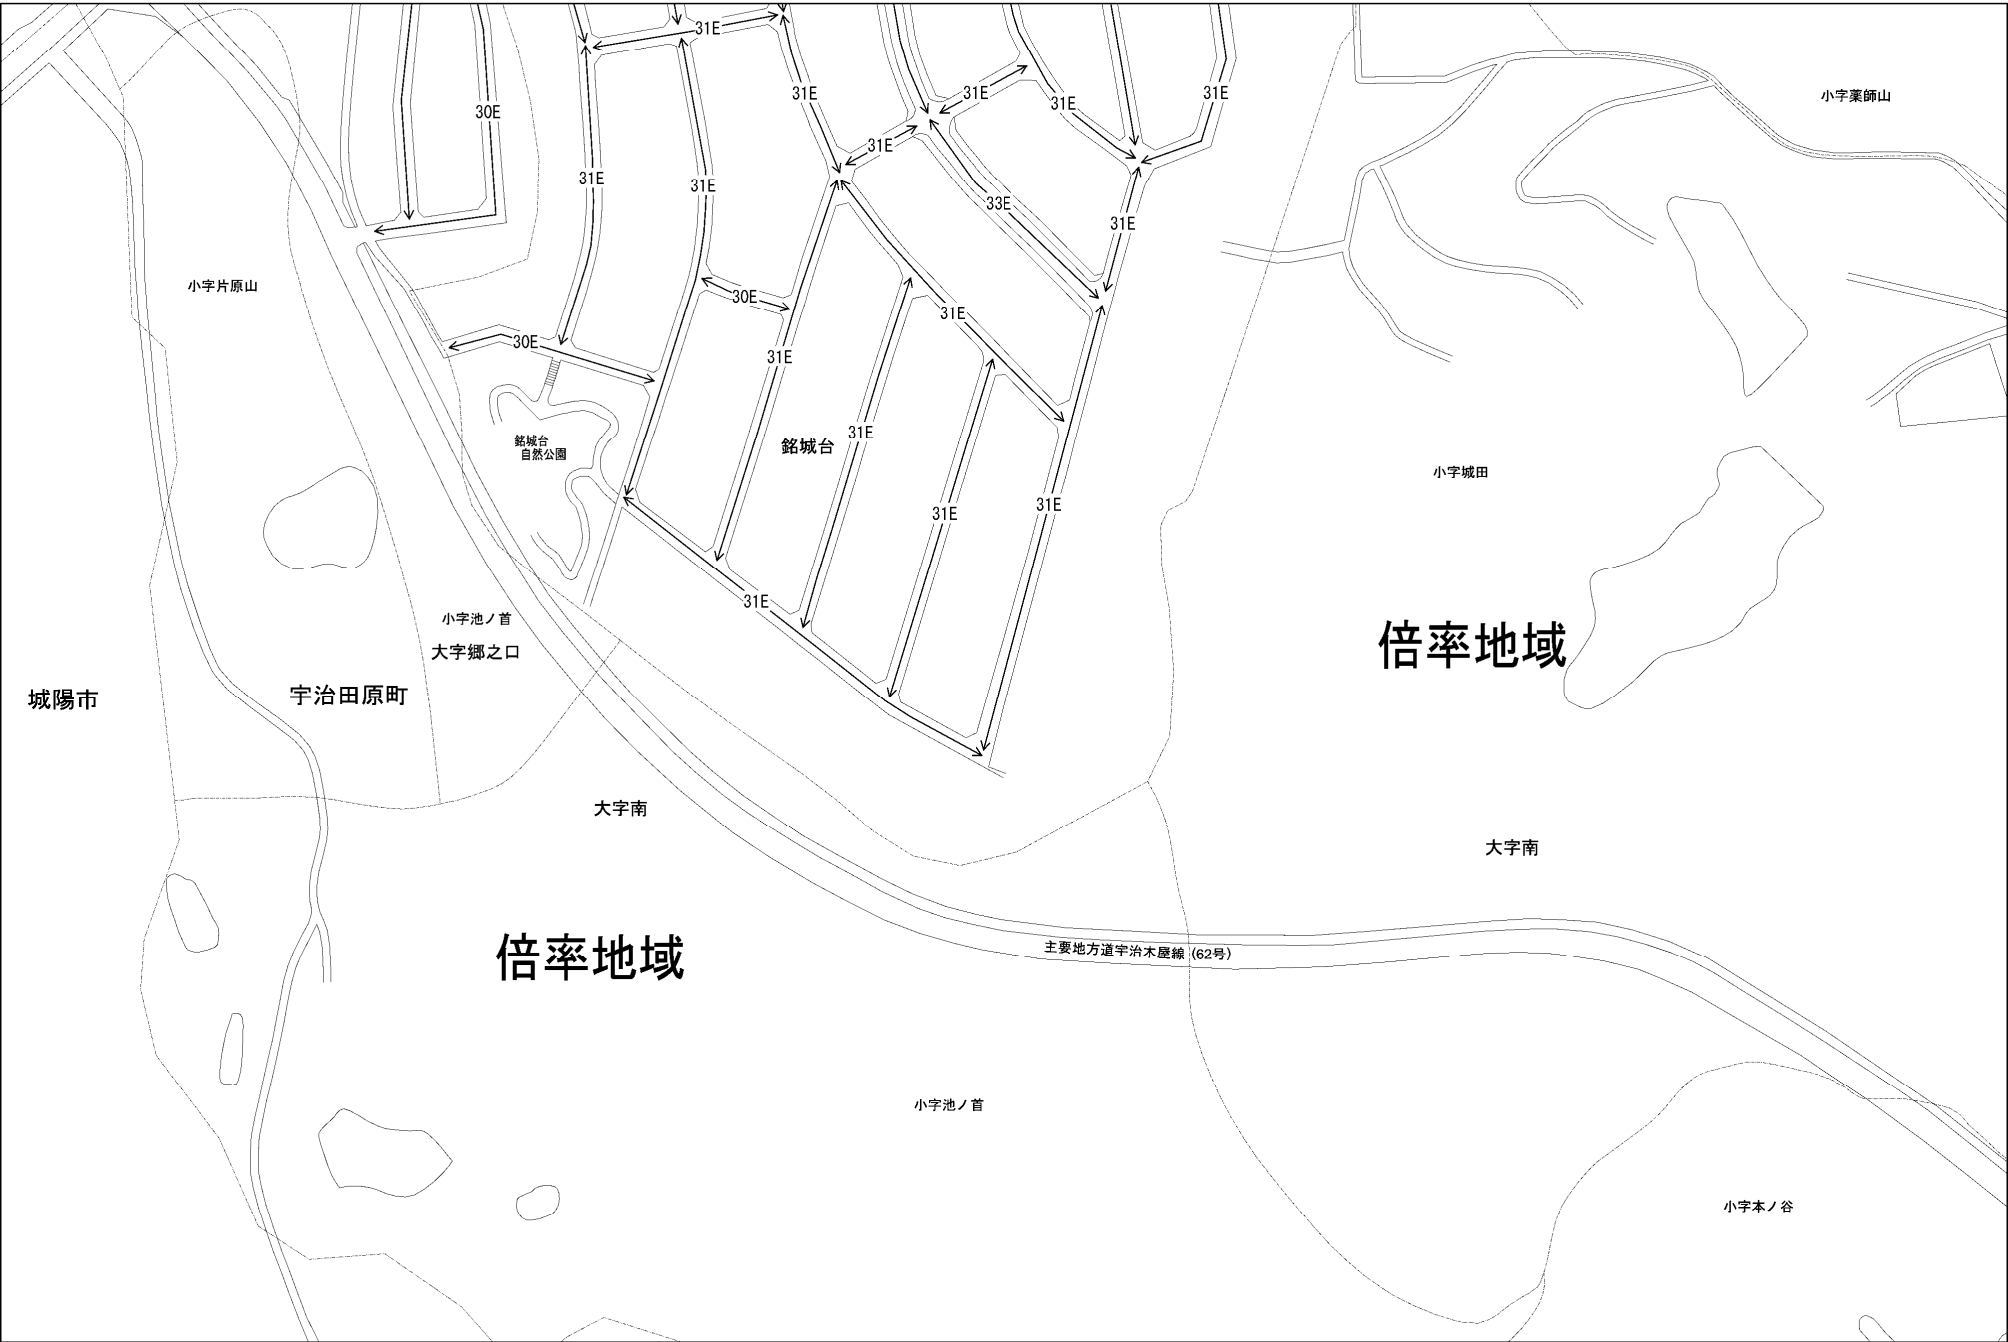 31E
31E
31E
31E
31E
小字薬師山
30E
31E
31E
31E
33E
31E
小字片原山
30E
31E
30E
31E
31E
銘城台
銘城台
自然公園
小字城田
31E
31E
31E
小字池ノ首
大字郷之口
倍率地域
城陽市
宇治田原町
大字南
大字南
倍率地域
主要地方道宇治木屋線(62号)
小字池ノ首
小字本ノ谷